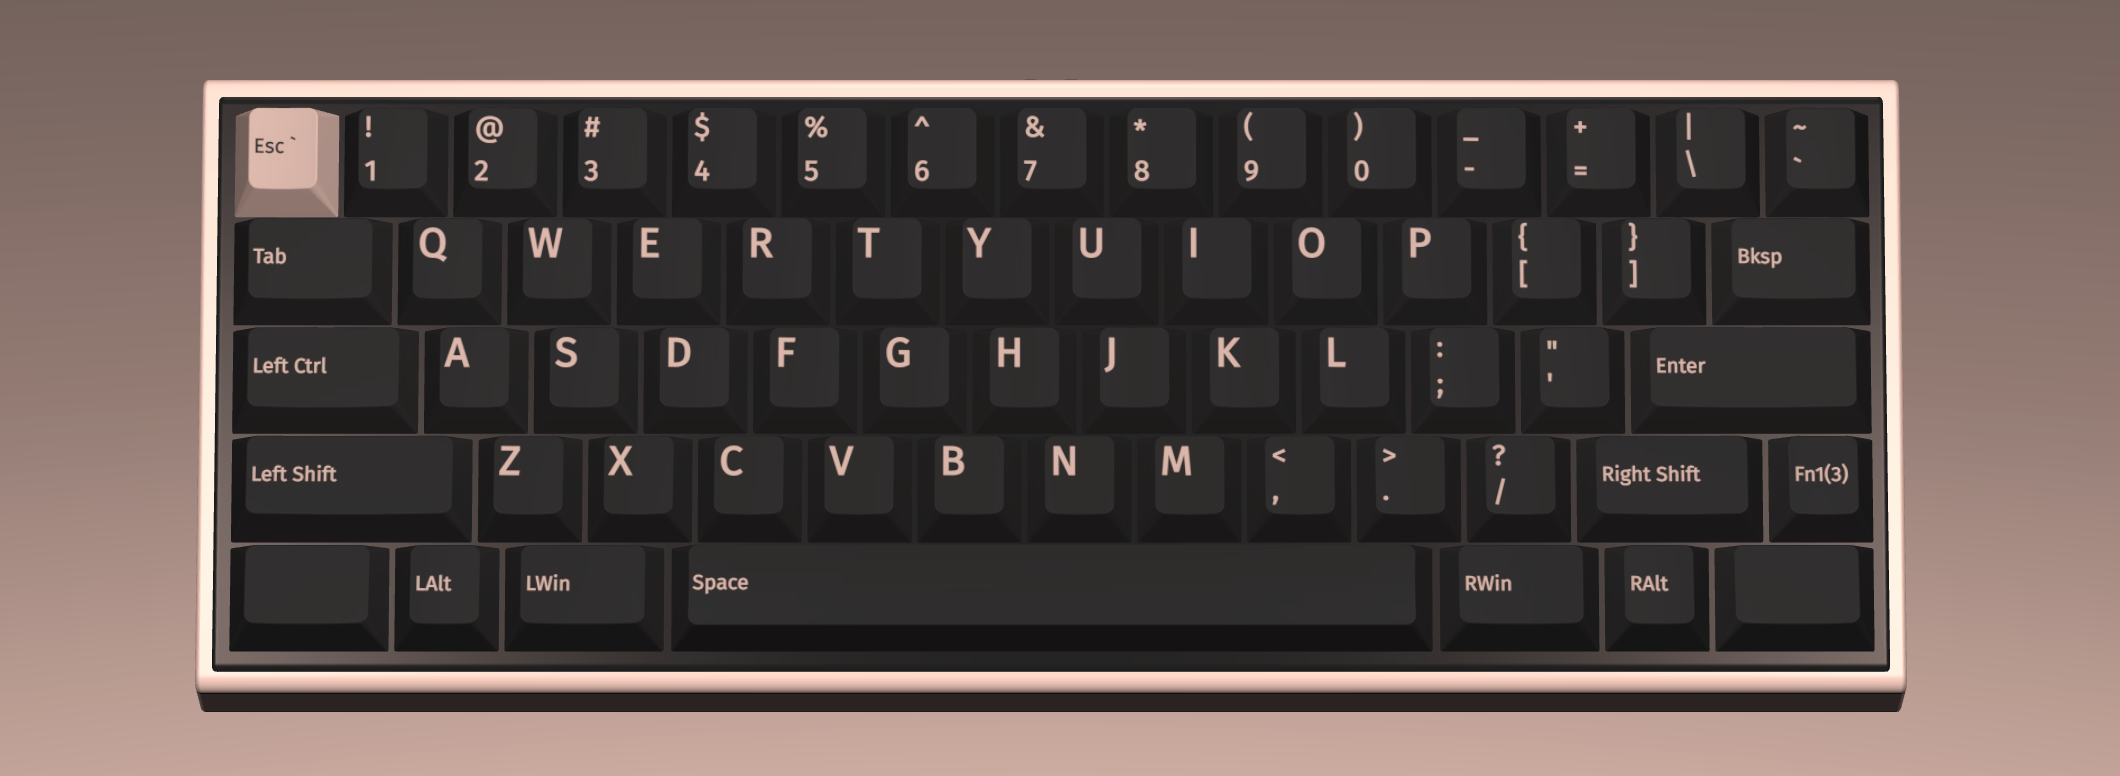 Esc ` ! 1 @ 2 # 3 $ 4 % 5 ^ 6 & 7 * 8 ( 9 ) 0 _ - + = | \ ~ `
Tab Q W E R T Y U I O P { [ } ] Bksp
Left Ctrl A S D F G H J K L : ; " ' Enter
Left Shift Z X C V B N M < , > . ? / Right Shift Fn1(3)
LAlt LWin Space RWin RAlt